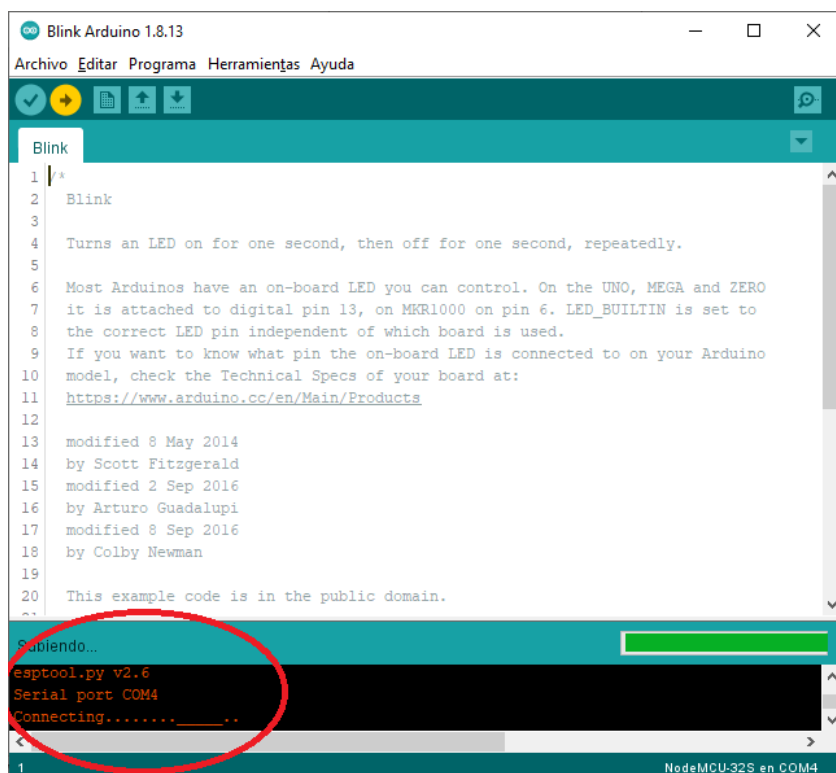 Blink Arduino 1.8.13
Archivo Editar Programa Herramientas Ayuda
Blink
1 /*
2 Blink
3
4 Turns an LED on for one second, then off for one second, repeatedly.
5
6 Most Arduinos have an on-board LED you can control. On the UNO, MEGA and ZERO
7 it is attached to digital pin 13, on MKR1000 on pin 6. LED_BUILTIN is set to
8 the correct LED pin independent of which board is used.
9 If you want to know what pin the on-board LED is connected to on your Arduino
10 model, check the Technical Specs of your board at:
11 https://www.arduino.cc/en/Main/Products
12
13 modified 8 May 2014
14 by Scott Fitzgerald
15 modified 2 Sep 2016
16 by Arturo Guadalupi
17 modified 8 Sep 2016
18 by Colby Newman
19
20 This example code is in the public domain.
21
Subiendo...
esptool.py v2.6
Serial port COM4
Connecting........_____..
1 NodeMCU-32S en COM4